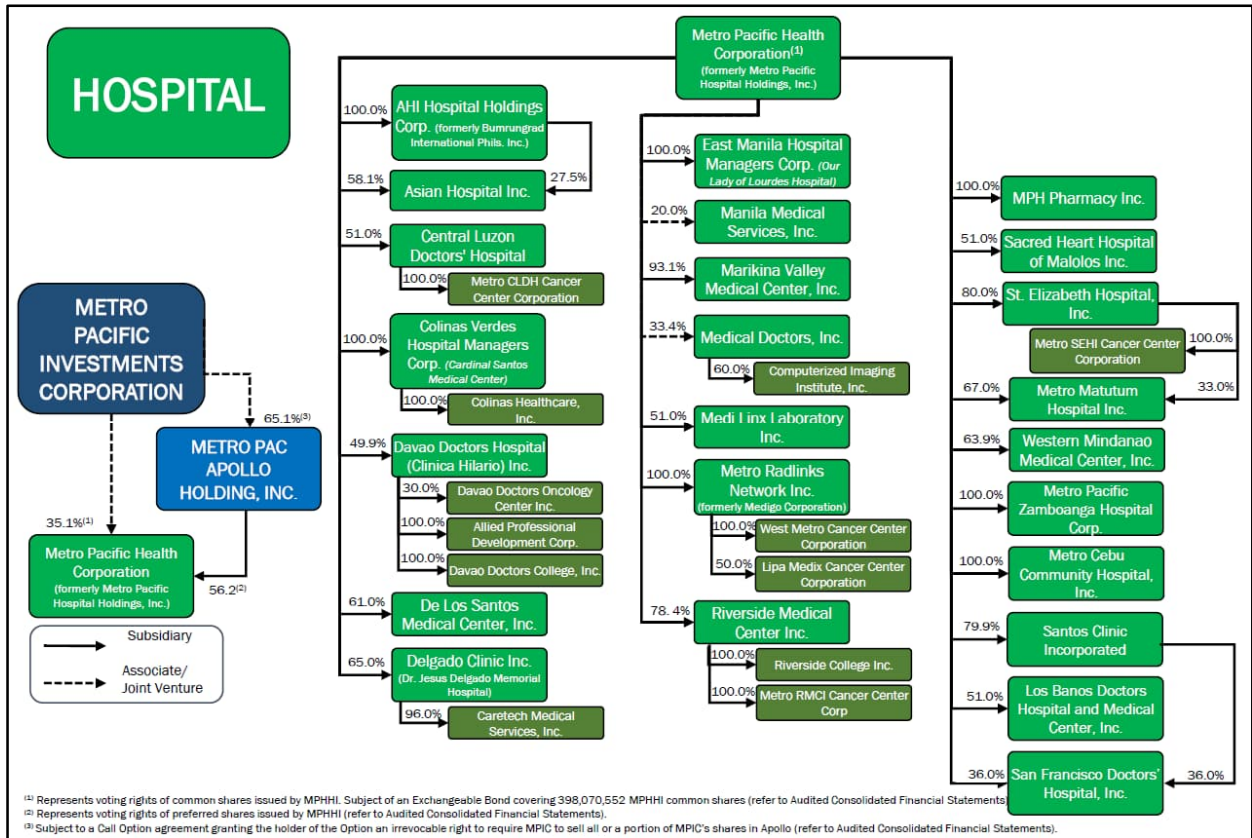 HOSPITAL
Metro Pacific Health
Corporation(1)
(formerly Metro Pacific
Hospital Holdings, Inc.)
METRO
PACIFIC
INVESTMENTS
CORPORATION
65.1%(3)
METRO PAC
APOLLO
HOLDING, INC.
35.1%(1)
Metro Pacific Health
Corporation
(formerly Metro Pacific
Hospital Holdings, Inc.)
56.2(2)
Subsidiary
Associate/
Joint Venture
100.0%
AHI Hospital Holdings
Corp. (formerly Bumrungrad
International Phils. Inc.)
58.1%
Asian Hospital Inc.
27.5%
51.0%
Central Luzon
Doctors' Hospital
100.0%
Metro CLDH Cancer
Center Corporation
100.0%
Colinas Verdes
Hospital Managers
Corp. (Cardinal Santos
Medical Center)
100.0%
Colinas Healthcare,
Inc.
49.9%
Davao Doctors Hospital
(Clinica Hilario) Inc.
30.0%
Davao Doctors Oncology
Center Inc.
100.0%
Allied Professional
Development Corp.
100.0%
Davao Doctors College, Inc.
61.0%
De Los Santos
Medical Center, Inc.
65.0%
Delgado Clinic Inc.
(Dr. Jesus Delgado Memorial
Hospital)
96.0%
Caretech Medical
Services, Inc.
100.0%
East Manila Hospital
Managers Corp. (Our
Lady of Lourdes Hospital)
20.0%
Manila Medical
Services, Inc.
93.1%
Marikina Valley
Medical Center, Inc.
33.4%
Medical Doctors, Inc.
60.0%
Computerized Imaging
Institute, Inc.
51.0%
Medi Linx Laboratory
Inc.
100.0%
Metro Radlinks
Network Inc.
(formerly Medigo Corporation)
100.0%
West Metro Cancer Center
Corporation
50.0%
Lipa Medix Cancer Center
Corporation
78. 4%
Riverside Medical
Center Inc.
100.0%
Riverside College Inc.
100.0%
Metro RMCI Cancer Center
Corp
100.0%
MPH Pharmacy Inc.
51.0%
Sacred Heart Hospital
of Malolos Inc.
80.0%
St. Elizabeth Hospital,
Inc.
Metro SEHI Cancer Center
Corporation
100.0%
67.0%
Metro Matutum
Hospital Inc.
33.0%
63.9%
Western Mindanao
Medical Center, Inc.
100.0%
Metro Pacific
Zamboanga Hospital
Corp.
100.0%
Metro Cebu
Community Hospital,
Inc.
79.9%
Santos Clinic
Incorporated
51.0%
Los Banos Doctors
Hospital and Medical
Center, Inc.
36.0%
San Francisco Doctors'
Hospital, Inc.
36.0%
(1) Represents voting rights of common shares issued by MPHHI. Subject of an Exchangeable Bond covering 398,070,552 MPHHI common shares (refer to Audited Consolidated Financial Statements)
(2) Represents voting rights of preferred shares issued by MPHHI (refer to Audited Consolidated Financial Statements).
(3) Subject to a Call Option agreement granting the holder of the Option an irrevocable right to require MPIC to sell all or a portion of MPIC's shares in Apollo (refer to Audited Consolidated Financial Statements).